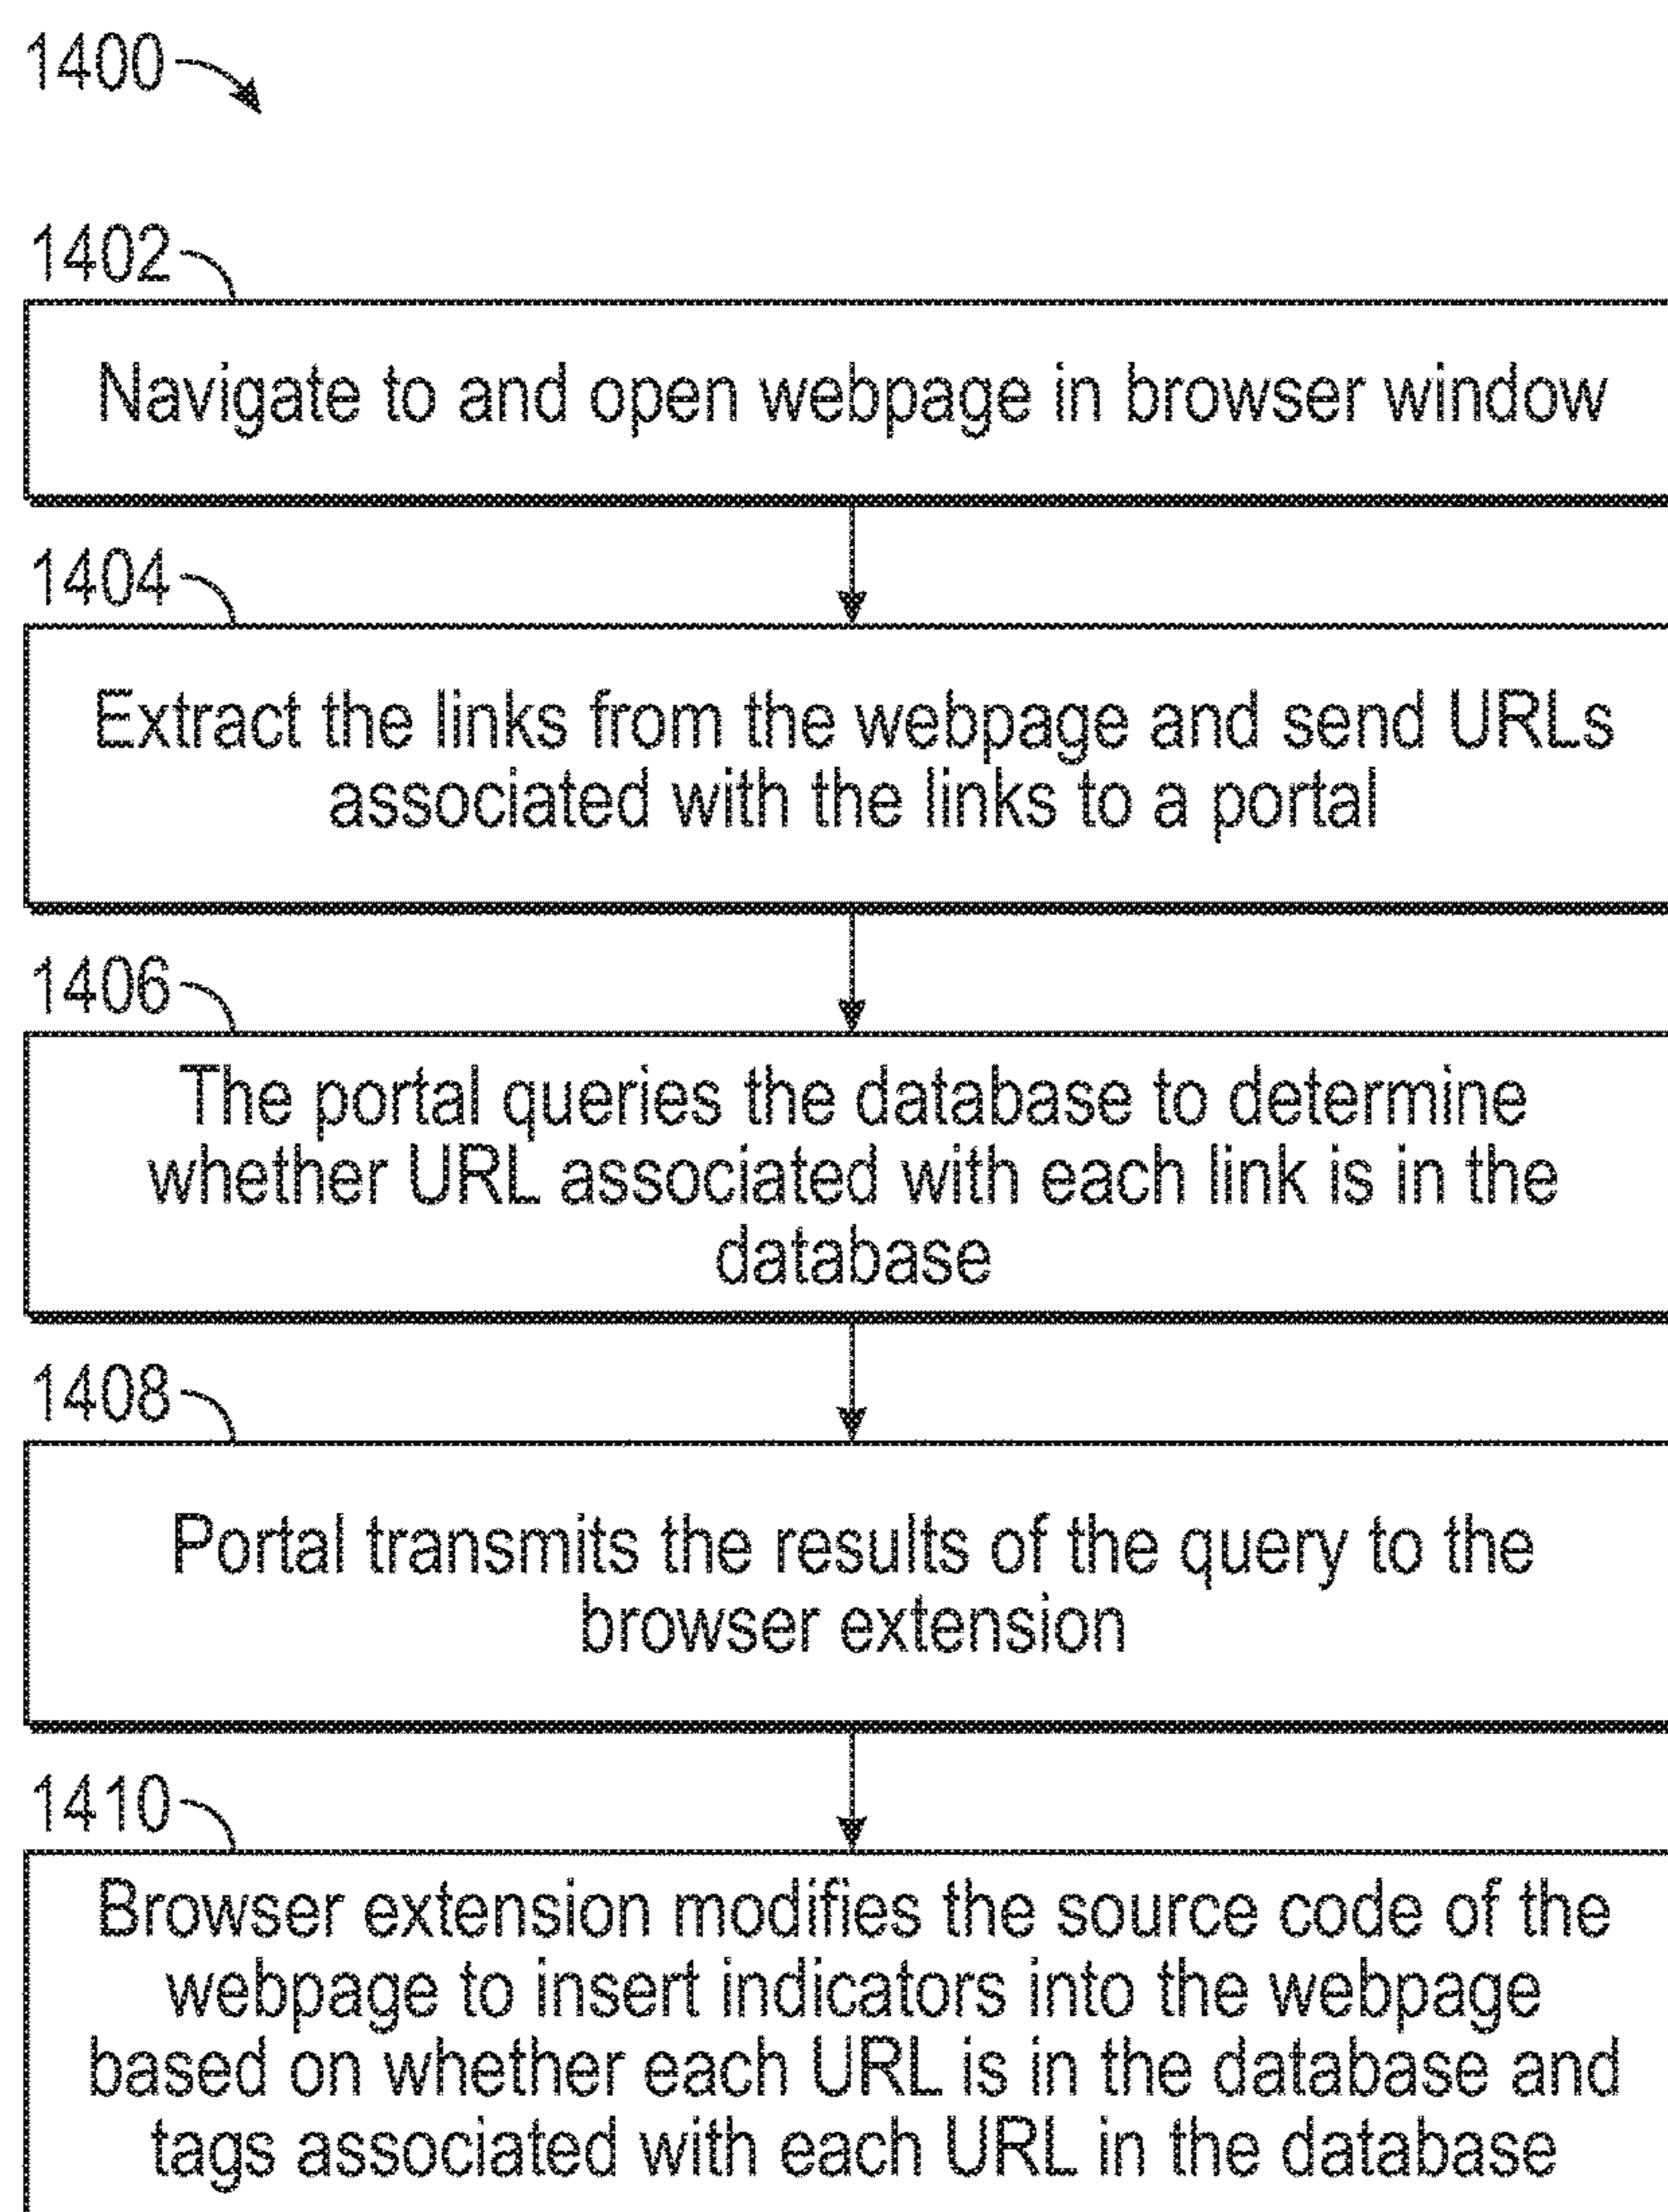 1400
1402
Navigate to and open webpage in browser window
1404
Extract the links from the webpage and send URLs
associated with the links to a portal
1406
The portal queries the database to determine
whether URL associated with each link is in the
database
1408
Portal transmits the results of the query to the
browser extension
1410
Browser extension modifies the source code of the
webpage to insert indicators into the webpage
based on whether each URL is in the database and
tags associated with each URL in the database